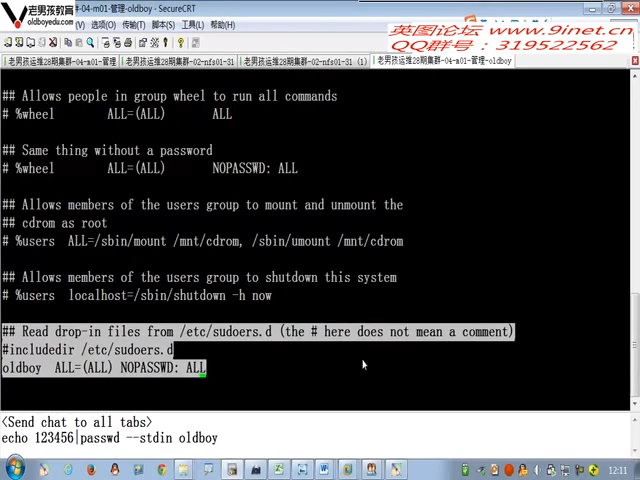 老男孩教育
oldboyedu.com
-04-m01-管理-oldboy - SecureCRT
英图论坛 www.9inet.cn
QQ群号：319522562
(V) 选项(O) 传输(T) 脚本(S) 工具(L) 帮助(H)
老男孩运维28期集群-04-m01-管理 老男孩运维28期集群-02-nfs01-31 老男孩运维28期集群-02-nfs01-31 (1) 老男孩运维28期集群-04-m01-管理-oldboy
## Allows people in group wheel to run all commands
# %wheel ALL=(ALL) ALL
## Same thing without a password
# %wheel ALL=(ALL) NOPASSWD: ALL
## Allows members of the users group to mount and unmount the
## cdrom as root
# %users ALL=/sbin/mount /mnt/cdrom, /sbin/umount /mnt/cdrom
## Allows members of the users group to shutdown this system
# %users localhost=/sbin/shutdown -h now
## Read drop-in files from /etc/sudoers.d (the # here does not mean a comment)
#includedir /etc/sudoers.d
oldboy ALL=(ALL) NOPASSWD: ALL
<Send chat to all tabs>
echo 123456|passwd --stdin oldboy
12:11